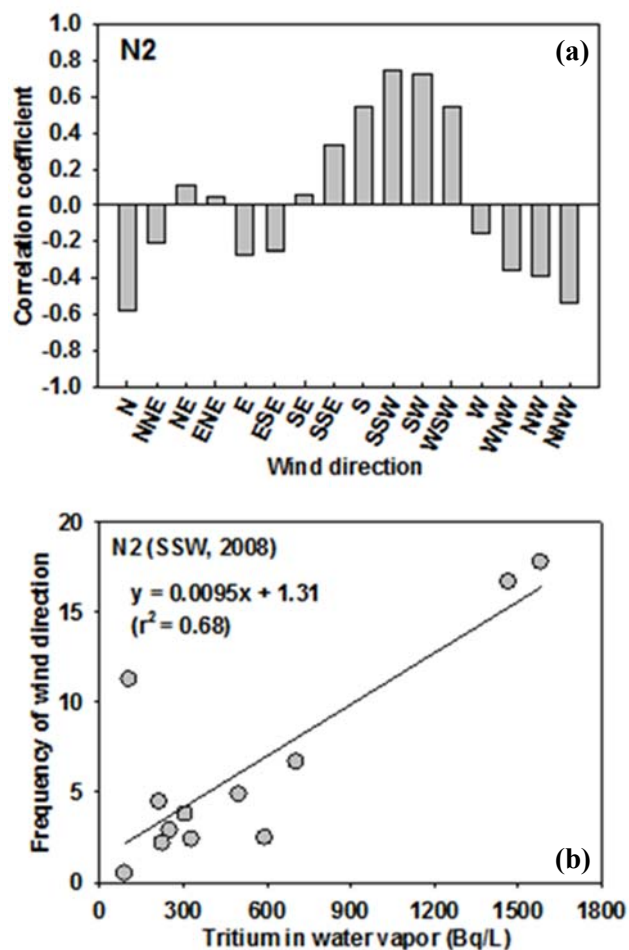 N2
(a)
Correlation coefficient
1.0
0.8
0.6
0.4
0.2
0.0
-0.2
-0.4
-0.6
-0.8
-1.0
N NNE NE ENE E ESE SE SSE S SSW SW WSW W WNW NW NNW
Wind direction
N2 (SSW, 2008)
y = 0.0095x + 1.31
(r² = 0.68)
Frequency of wind direction
20
15
10
5
0
(b)
0 300 600 900 1200 1500 1800
Tritium in water vapor (Bq/L)